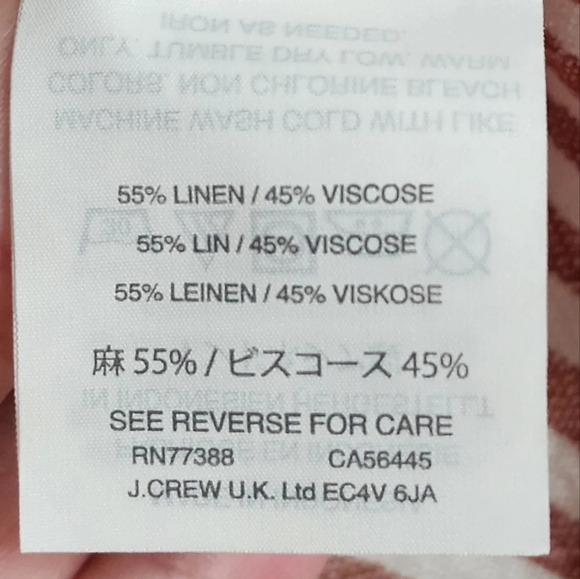 55% LINEN / 45% VISCOSE
55% LIN / 45% VISCOSE
55% LEINEN / 45% VISKOSE
麻 55% / ビスコース 45%
SEE REVERSE FOR CARE
RN77388 CA56445
J.CREW U.K. Ltd EC4V 6JA